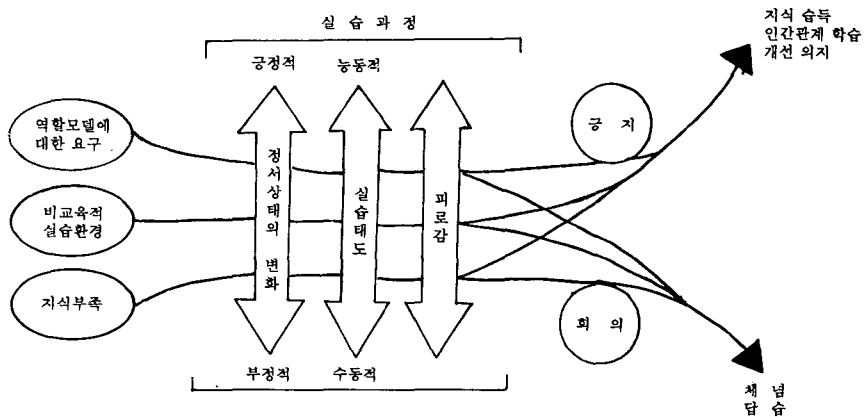 실 습 과 정
지식 습득
인간관계 학습
개선 의지
긍정적
능동적
역할모델에
대한 요구
비교육적
실습환경
지식부족
정서상태의 변화
실습태도
피로감
긍 지
회 의
부정적
수동적
체 념
답 습